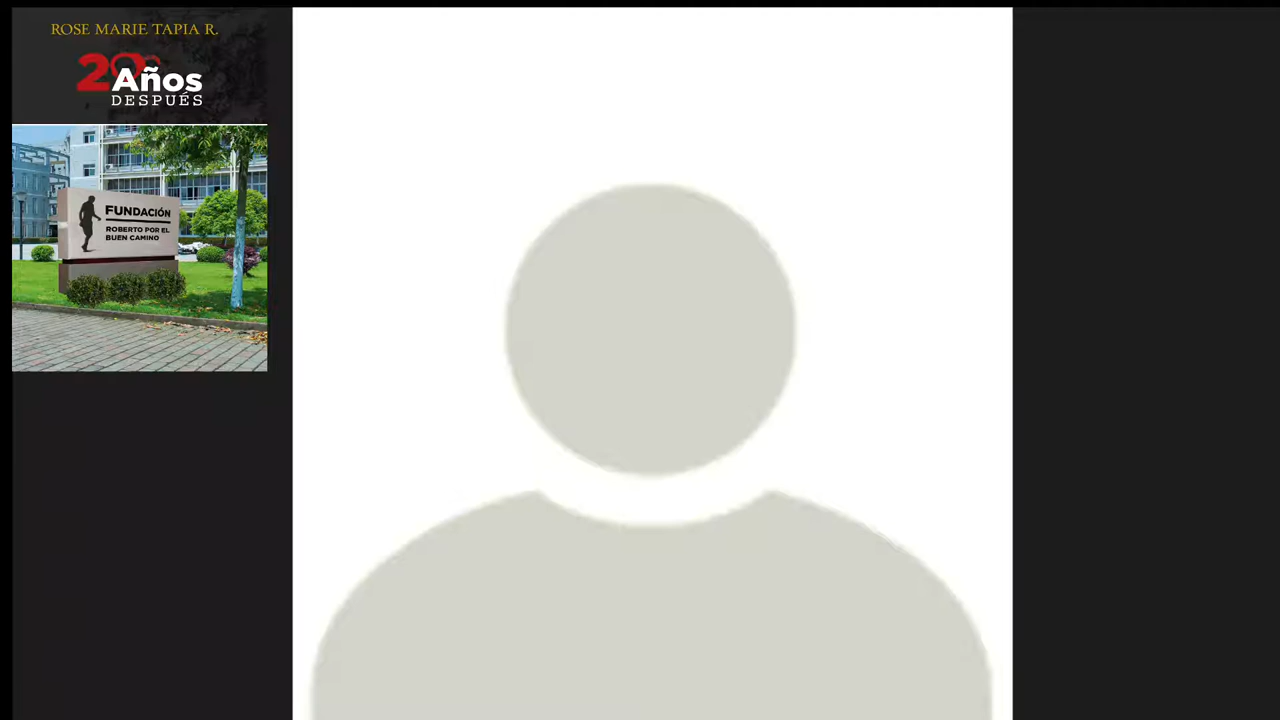 ROSE MARIE TAPIA R.
20 Años
DESPUÉS
FUNDACIÓN
ROBERTO POR EL
BUEN CAMINO